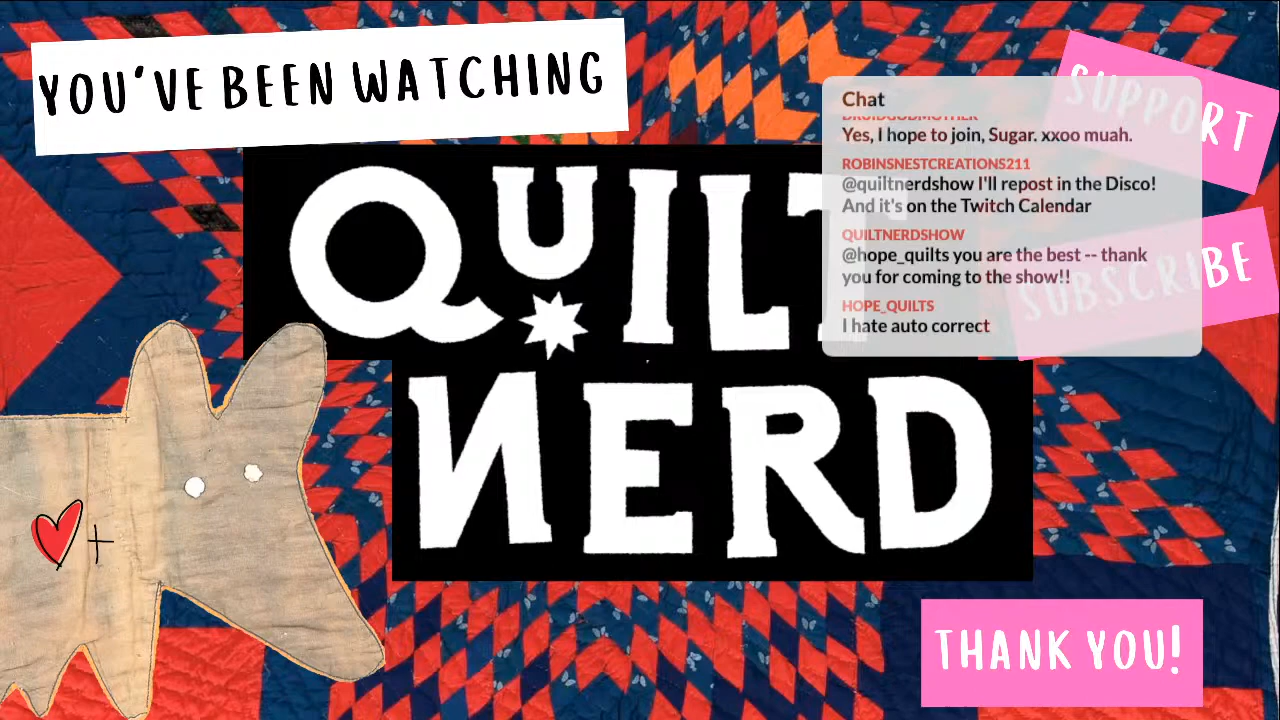 YOU'VE BEEN WATCHING
QUILT
NERD
Chat
DRUIDGODMOTHER
Yes, I hope to join, Sugar. xxoo muah.
ROBINSNESTCREATIONS211
@quiltnerdshow I'll repost in the Disco!
And it's on the Twitch Calendar
QUILTNERDSHOW
@hope_quilts you are the best -- thank
you for coming to the show!!
HOPE_QUILTS
I hate auto correct
SUPPORT
SUBSCRIBE
THANK YOU!